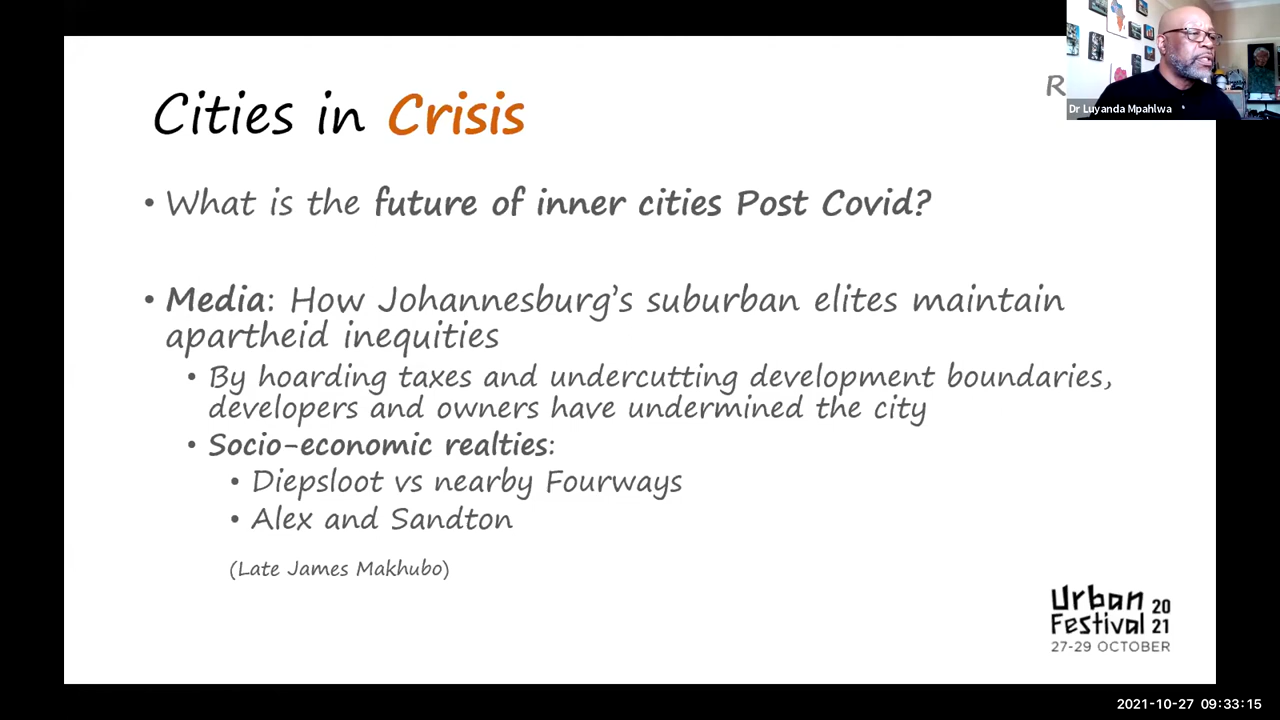 Cities in Crisis
R
Dr Luyanda Mpahlwa
• What is the future of inner cities Post Covid?
• Media: How Johannesburg's suburban elites maintain
apartheid inequities
• By hoarding taxes and undercutting development boundaries,
developers and owners have undermined the city
• Socio-economic realties:
• Diepsloot vs nearby Fourways
• Alex and Sandton
(Late James Makhubo)
Urban 20
Festival 21
27-29 OCTOBER
2021-10-27 09:33:15